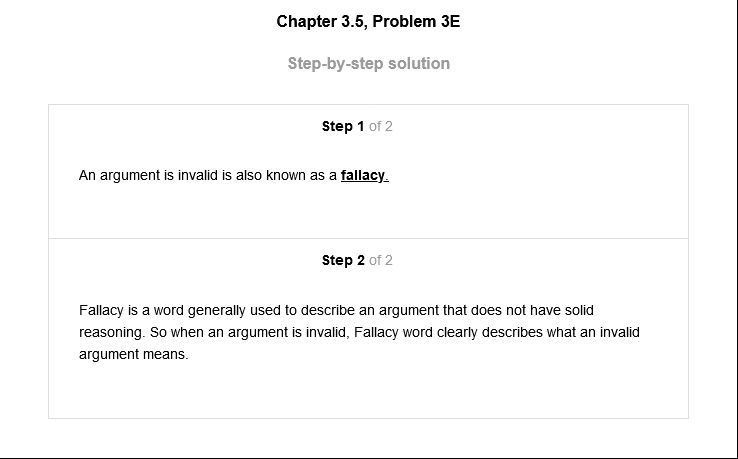 Chapter 3.5, Problem 3E
Step-by-step solution
Step 1 of 2
An argument is invalid is also known as a fallacy.
Step 2 of 2
Fallacy is a word generally used to describe an argument that does not have solid
reasoning. So when an argument is invalid, Fallacy word clearly describes what an invalid
argument means.